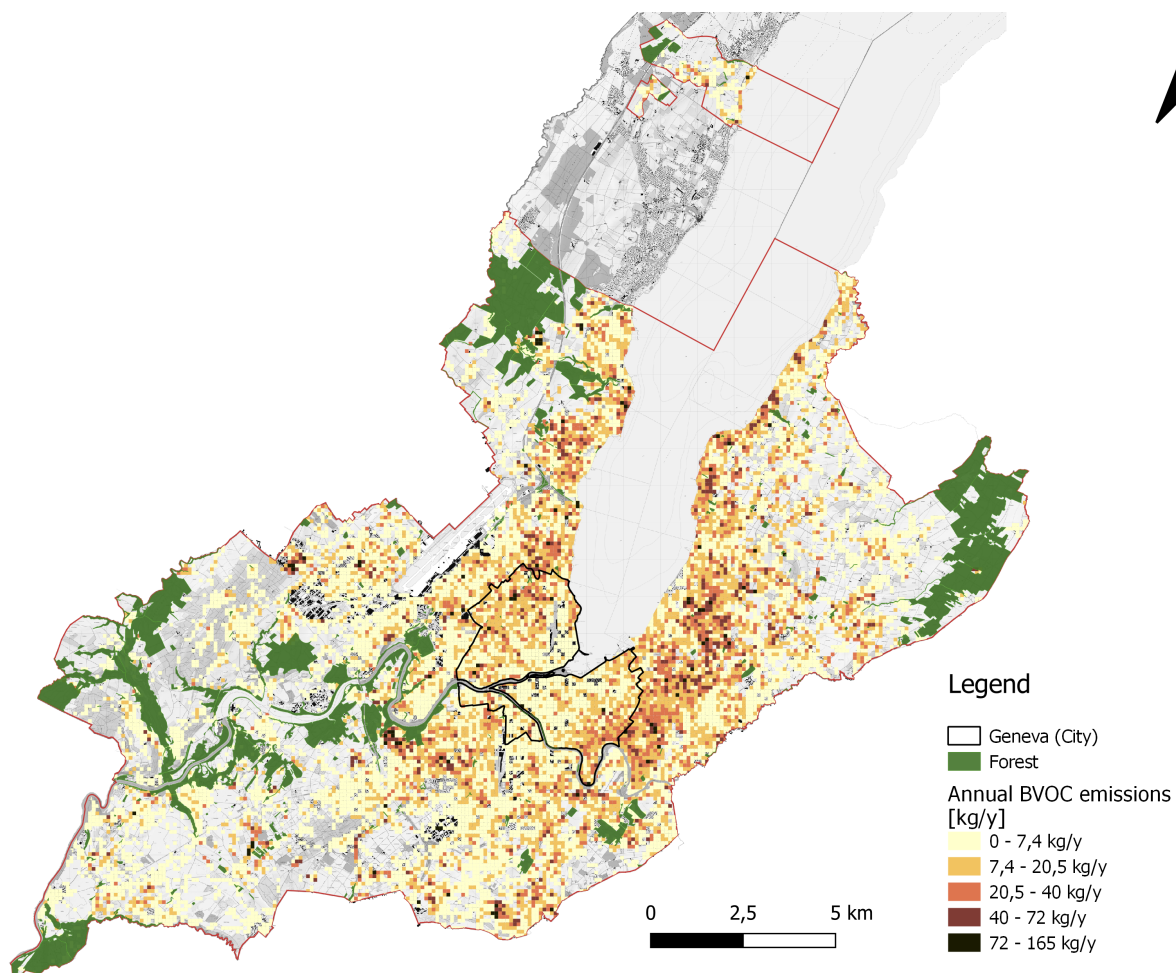 Legend
Geneva (City)
Forest
Annual BVOC emissions
[kg/y]
0 - 7,4 kg/y
7,4 - 20,5 kg/y
20,5 - 40 kg/y
40 - 72 kg/y
72 - 165 kg/y
0 2,5 5 km